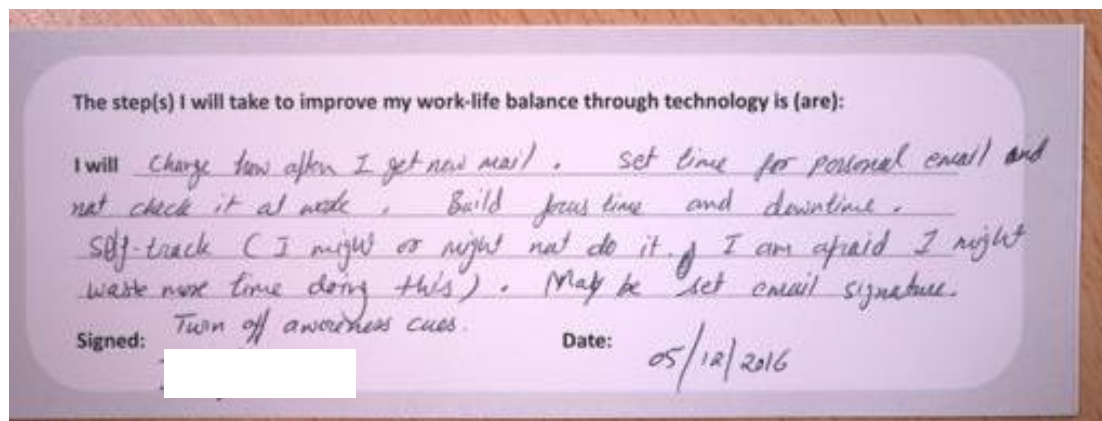 The step(s) I will take to improve my work-life balance through technology is (are):
I will Change how often I get new mail. Set time for personal email and
not check it at work. Build focus time and downtime.
Self-track (I might or might not do it. I am afraid I might
waste more time doing this). May be set email signature.
Turn off awareness cues.
Signed:
Date: 05/12/2016